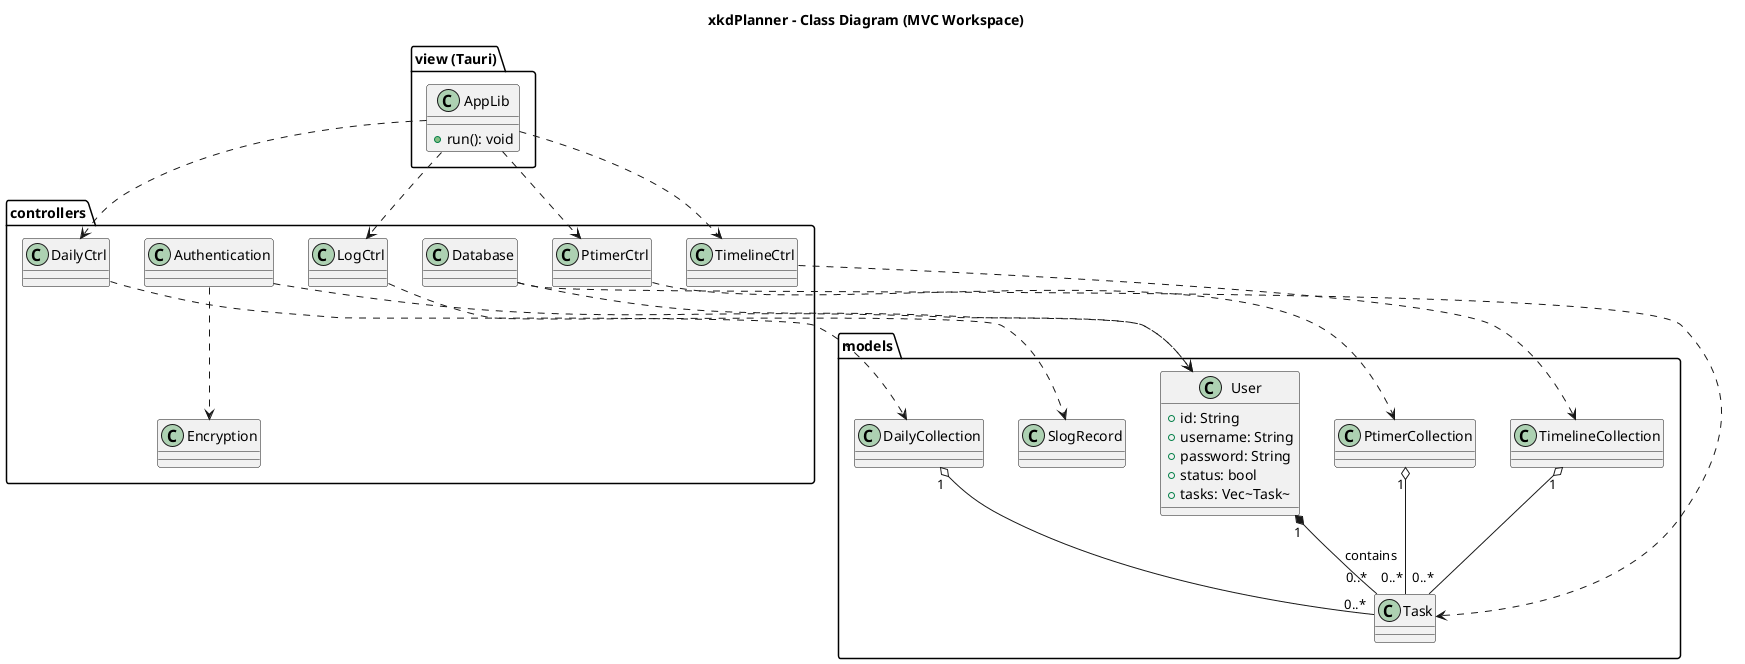 xkdPlanner - Class Diagram (MVC Workspace)
view (Tauri)
C AppLib
run(): void
controllers
C DailyCtrl
C Authentication
C LogCtrl
C Database
C PtimerCtrl
C TimelineCtrl
C Encryption
models
C DailyCollection
C SlogRecord
C User
id: String
username: String
password: String
status: bool
tasks: Vec~Task~
C PtimerCollection
C TimelineCollection
1
1
1
1
contains
0..*
0..*
0..*
0..*
C Task